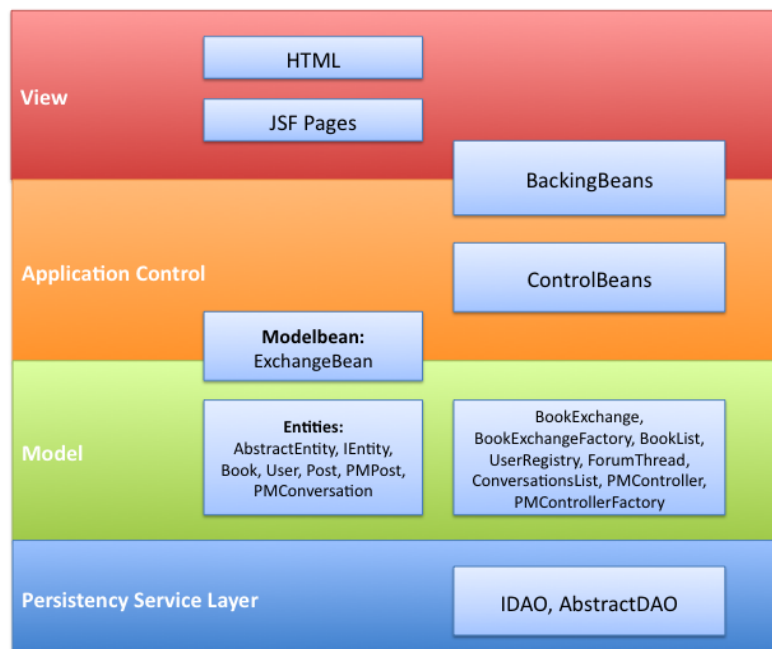 View
HTML
JSF Pages
BackingBeans
Application Control
ControlBeans
Modelbean:
ExchangeBean
Model
Entities:
AbstractEntity, IEntity,
Book, User, Post, PMPost,
PMConversation
BookExchange,
BookExchangeFactory, BookList,
UserRegistry, ForumThread,
ConversationsList, PMController,
PMControllerFactory
Persistency Service Layer
IDAO, AbstractDAO